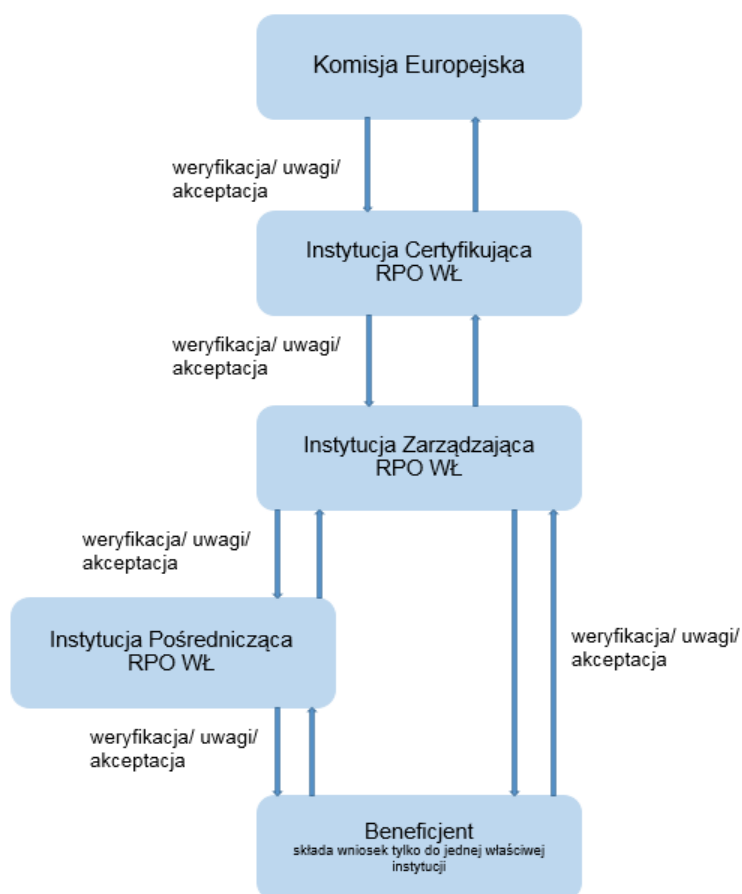 Komisja Europejska
weryfikacja/ uwagi/
akceptacja
Instytucja Certyfikująca
RPO WŁ
weryfikacja/ uwagi/
akceptacja
Instytucja Zarządzająca
RPO WŁ
weryfikacja/ uwagi/
akceptacja
Instytucja Pośrednicząca
RPO WŁ
weryfikacja/ uwagi/
akceptacja
weryfikacja/ uwagi/
akceptacja
Beneficjent
składa wniosek tylko do jednej właściwej
instytucji